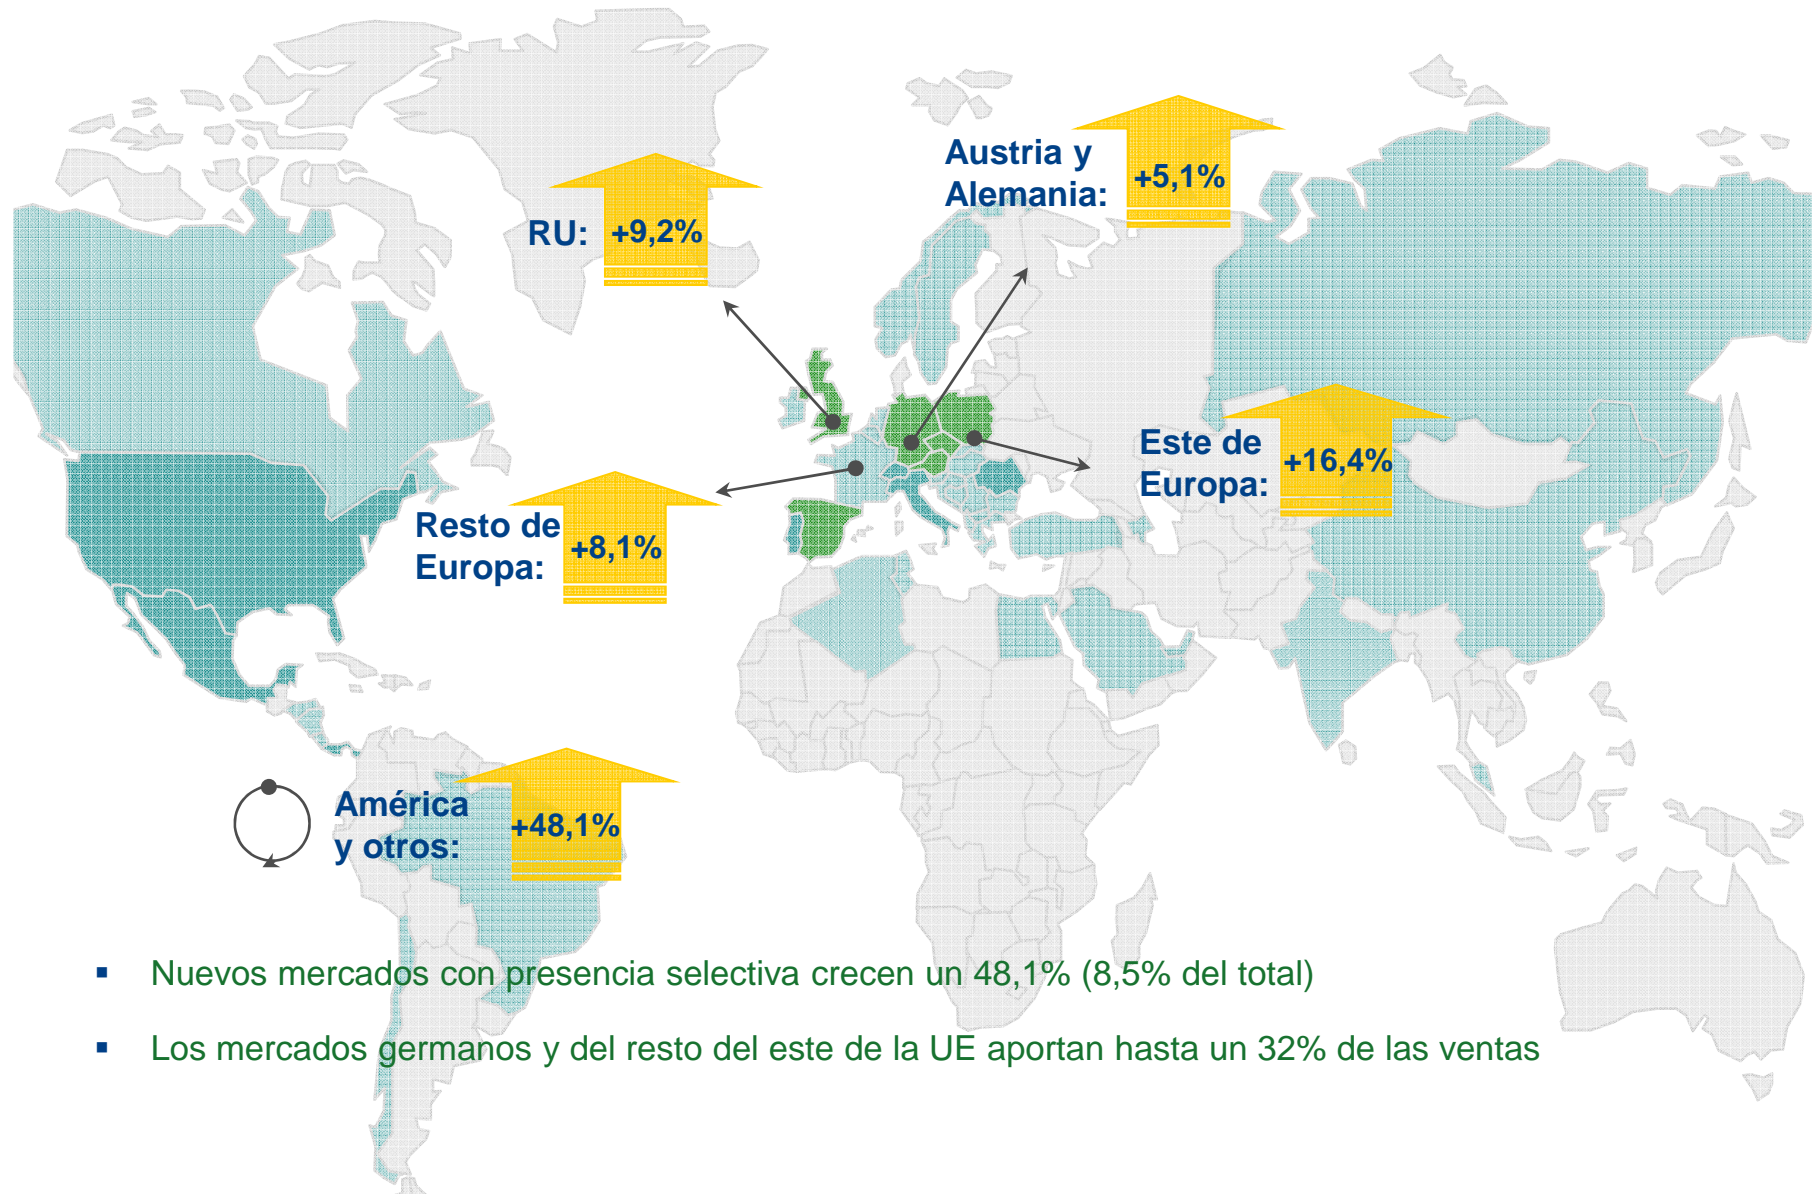 Austria y
Alemania:
+5,1%
RU:
+9,2%
Este de
Europa:
+16,4%
Resto de
Europa:
+8,1%
América
y otros:
+48,1%
▪ Nuevos mercados con presencia selectiva crecen un 48,1% (8,5% del total)
▪ Los mercados germanos y del resto del este de la UE aportan hasta un 32% de las ventas